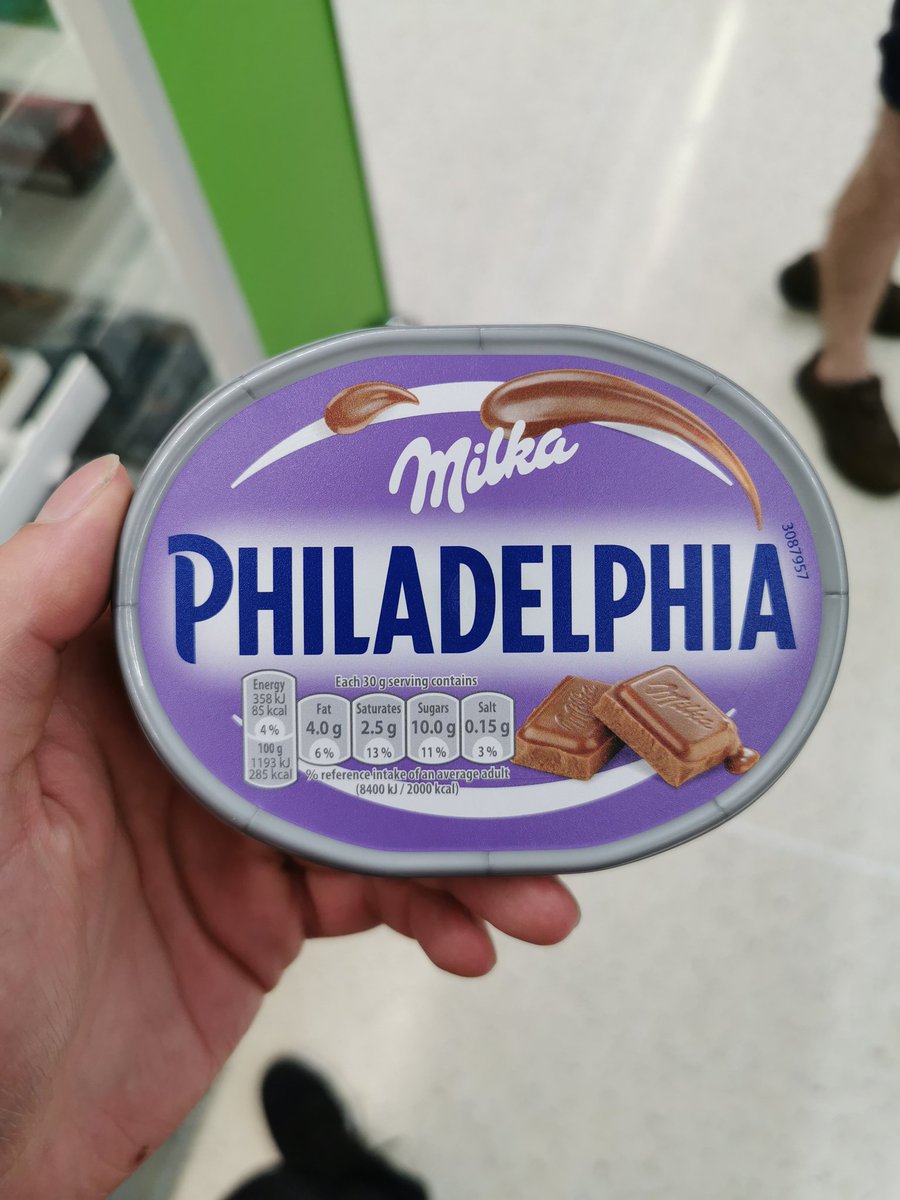 Milka
PHILADELPHIA
3087957
Each 30 g serving contains
Energy
358 kJ
85 kcal
4%
100 g
1193 kJ
285 kcal
Fat
4.0 g
6%
Saturates
2.5 g
13%
Sugars
10.0 g
11%
Salt
0.15 g
3%
% reference intake of an average adult
(8400 kJ / 2000 kcal)
Milka
Milka